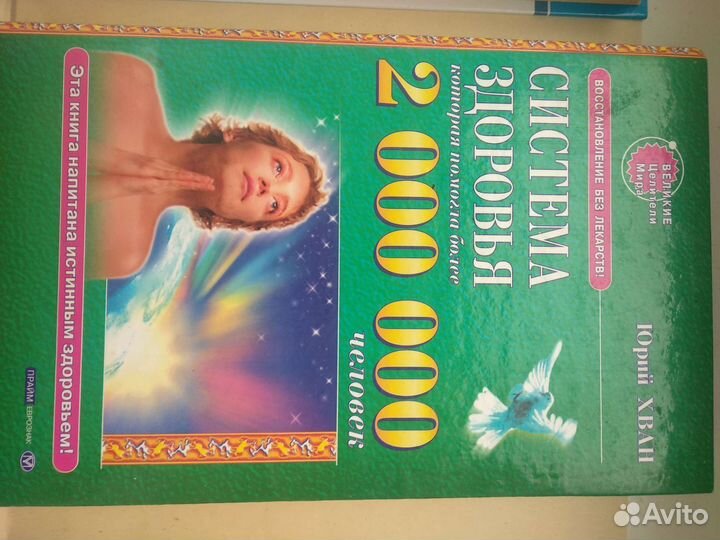 ВЕЛИКИЕ
Целители
Мира
Юрий ХВАН
ВОССТАНОВЛЕНИЕ БЕЗ ЛЕКАРСТВ!
СИСТЕМА
ЗДОРОВЬЯ
которая помогла более
2 000 000
человек
Эта книга напитана истинным здоровьем!
ПРАЙМ-ЕВРОЗНАК
М
Avito